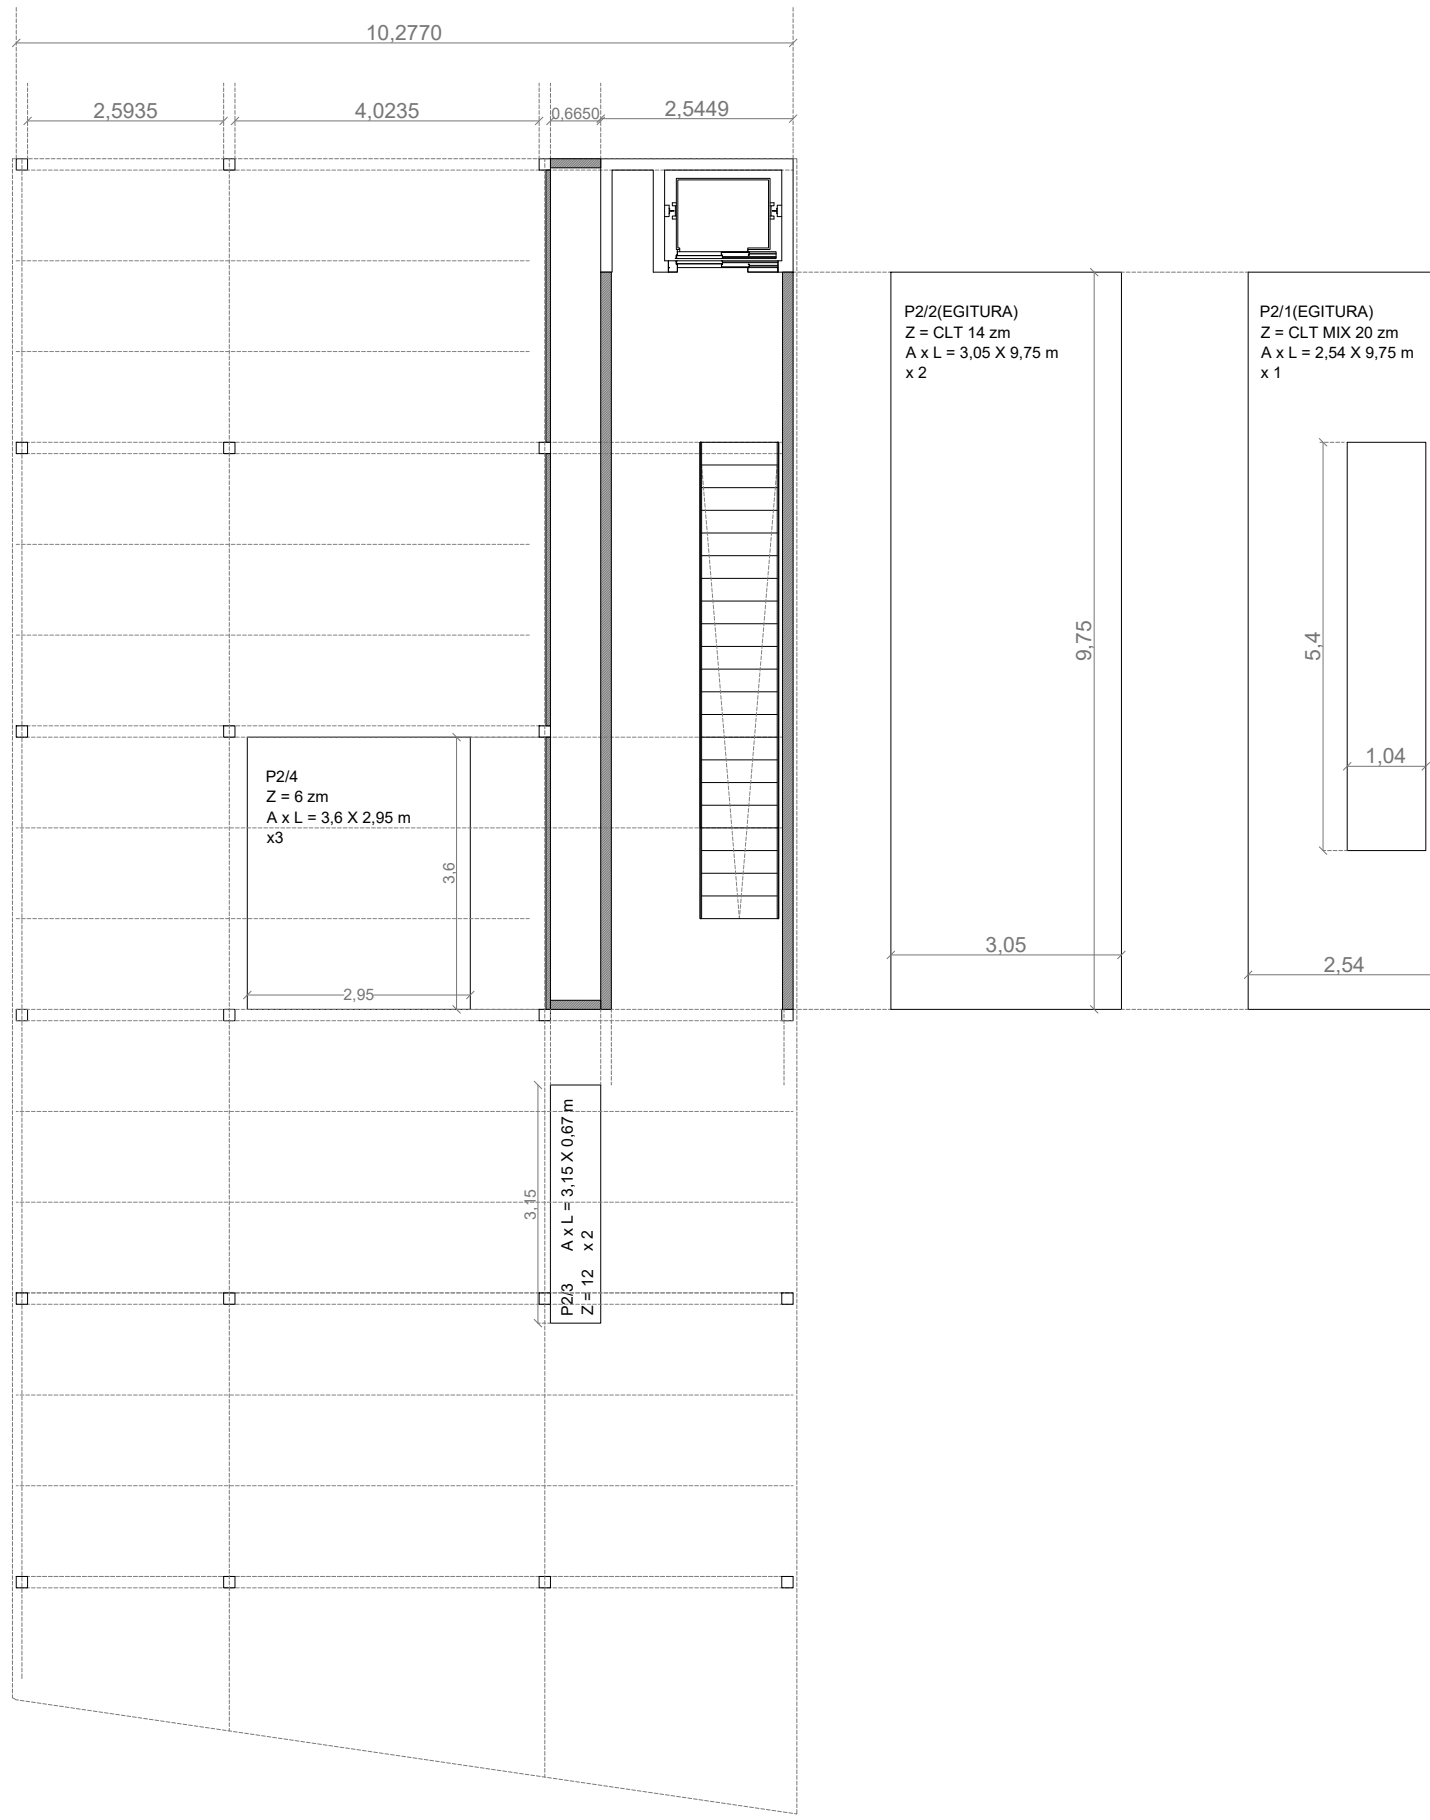 10,2770
2,5935
4,0235
0,6650
2,5449
P2/2(EGITURA)
Z = CLT 14 zm
A x L = 3,05 X 9,75 m
x 2
9,75
3,05
P2/1(EGITURA)
Z = CLT MIX 20 zm
A x L = 2,54 X 9,75 m
x 1
5,4
1,04
2,54
P2/4
Z = 6 zm
A x L = 3,6 X 2,95 m
x3
3,6
2,95
3,15
P2/3 A x L = 3,15 X 0,67 m
Z = 12 x 2